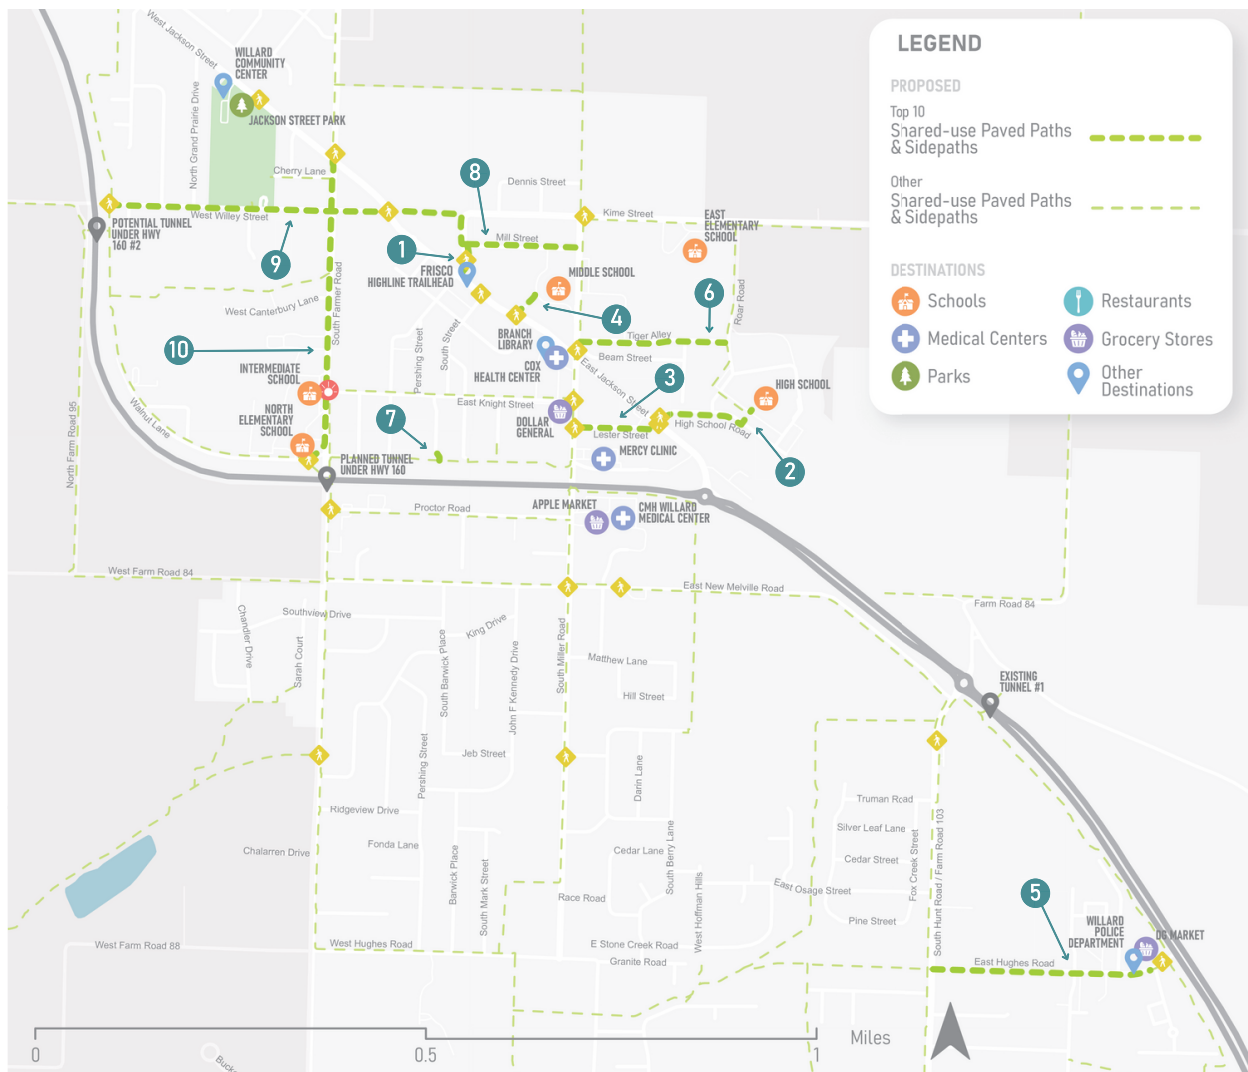 LEGEND
PROPOSED
Top 10
Shared-use Paved Paths
& Sidepaths
Other
Shared-use Paved Paths
& Sidepaths
DESTINATIONS
Schools
Restaurants
Medical Centers
Grocery Stores
Parks
Other
Destinations
West Jackson Street
WILLARD
COMMUNITY
CENTER
JACKSON STREET PARK
North Grand Prairie Drive
Cherry Lane
8
Dennis Street
West Willey Street
Kime Street
EAST
ELEMENTARY
SCHOOL
POTENTIAL TUNNEL
UNDER HWY
160 #2
9
1
Mill Street
FRISCO
HIGHLINE TRAILHEAD
MIDDLE SCHOOL
6
Roar Road
West Canterbury Lane
South Farmer Road
4
Pershing Street
South Street
BRANCH
LIBRARY
Tiger Alley
Beam Street
10
COX
HEALTH CENTER
East Jackson Street
3
INTERMEDIATE
SCHOOL
HIGH SCHOOL
East Knight Street
NORTH
ELEMENTARY
SCHOOL
7
DOLLAR
GENERAL
Lester Street
High School Road
North Farm Road 95
Walnut Lane
MERCY CLINIC
2
PLANNED TUNNEL
UNDER HWY 160
Proctor Road
APPLE MARKET
CMH WILLARD
MEDICAL CENTER
West Farm Road 84
East New Melville Road
Farm Road 84
Chandler Drive
Southview Drive
Sarah Court
King Drive
South Barwick Place
John F Kennedy Drive
South Miller Road
Matthew Lane
Hill Street
EXISTING
TUNNEL #1
Pershing Street
Jeb Street
Darin Lane
Ridgeview Drive
Truman Road
Silver Leaf Lane
Cedar Street
Fox Creek Street
South Hunt Road / Farm Road 103
Chalarren Drive
Fonda Lane
Barwick Place
South Mark Street
Cedar Lane
South Berry Lane
East Osage Street
Race Road
West Hoffman Hills
Pine Street
5
WILLARD
POLICE
DEPARTMENT
DG MARKET
West Farm Road 88
West Hughes Road
E Stone Creek Road
Granite Road
East Hughes Road
0
0.5
1
Miles